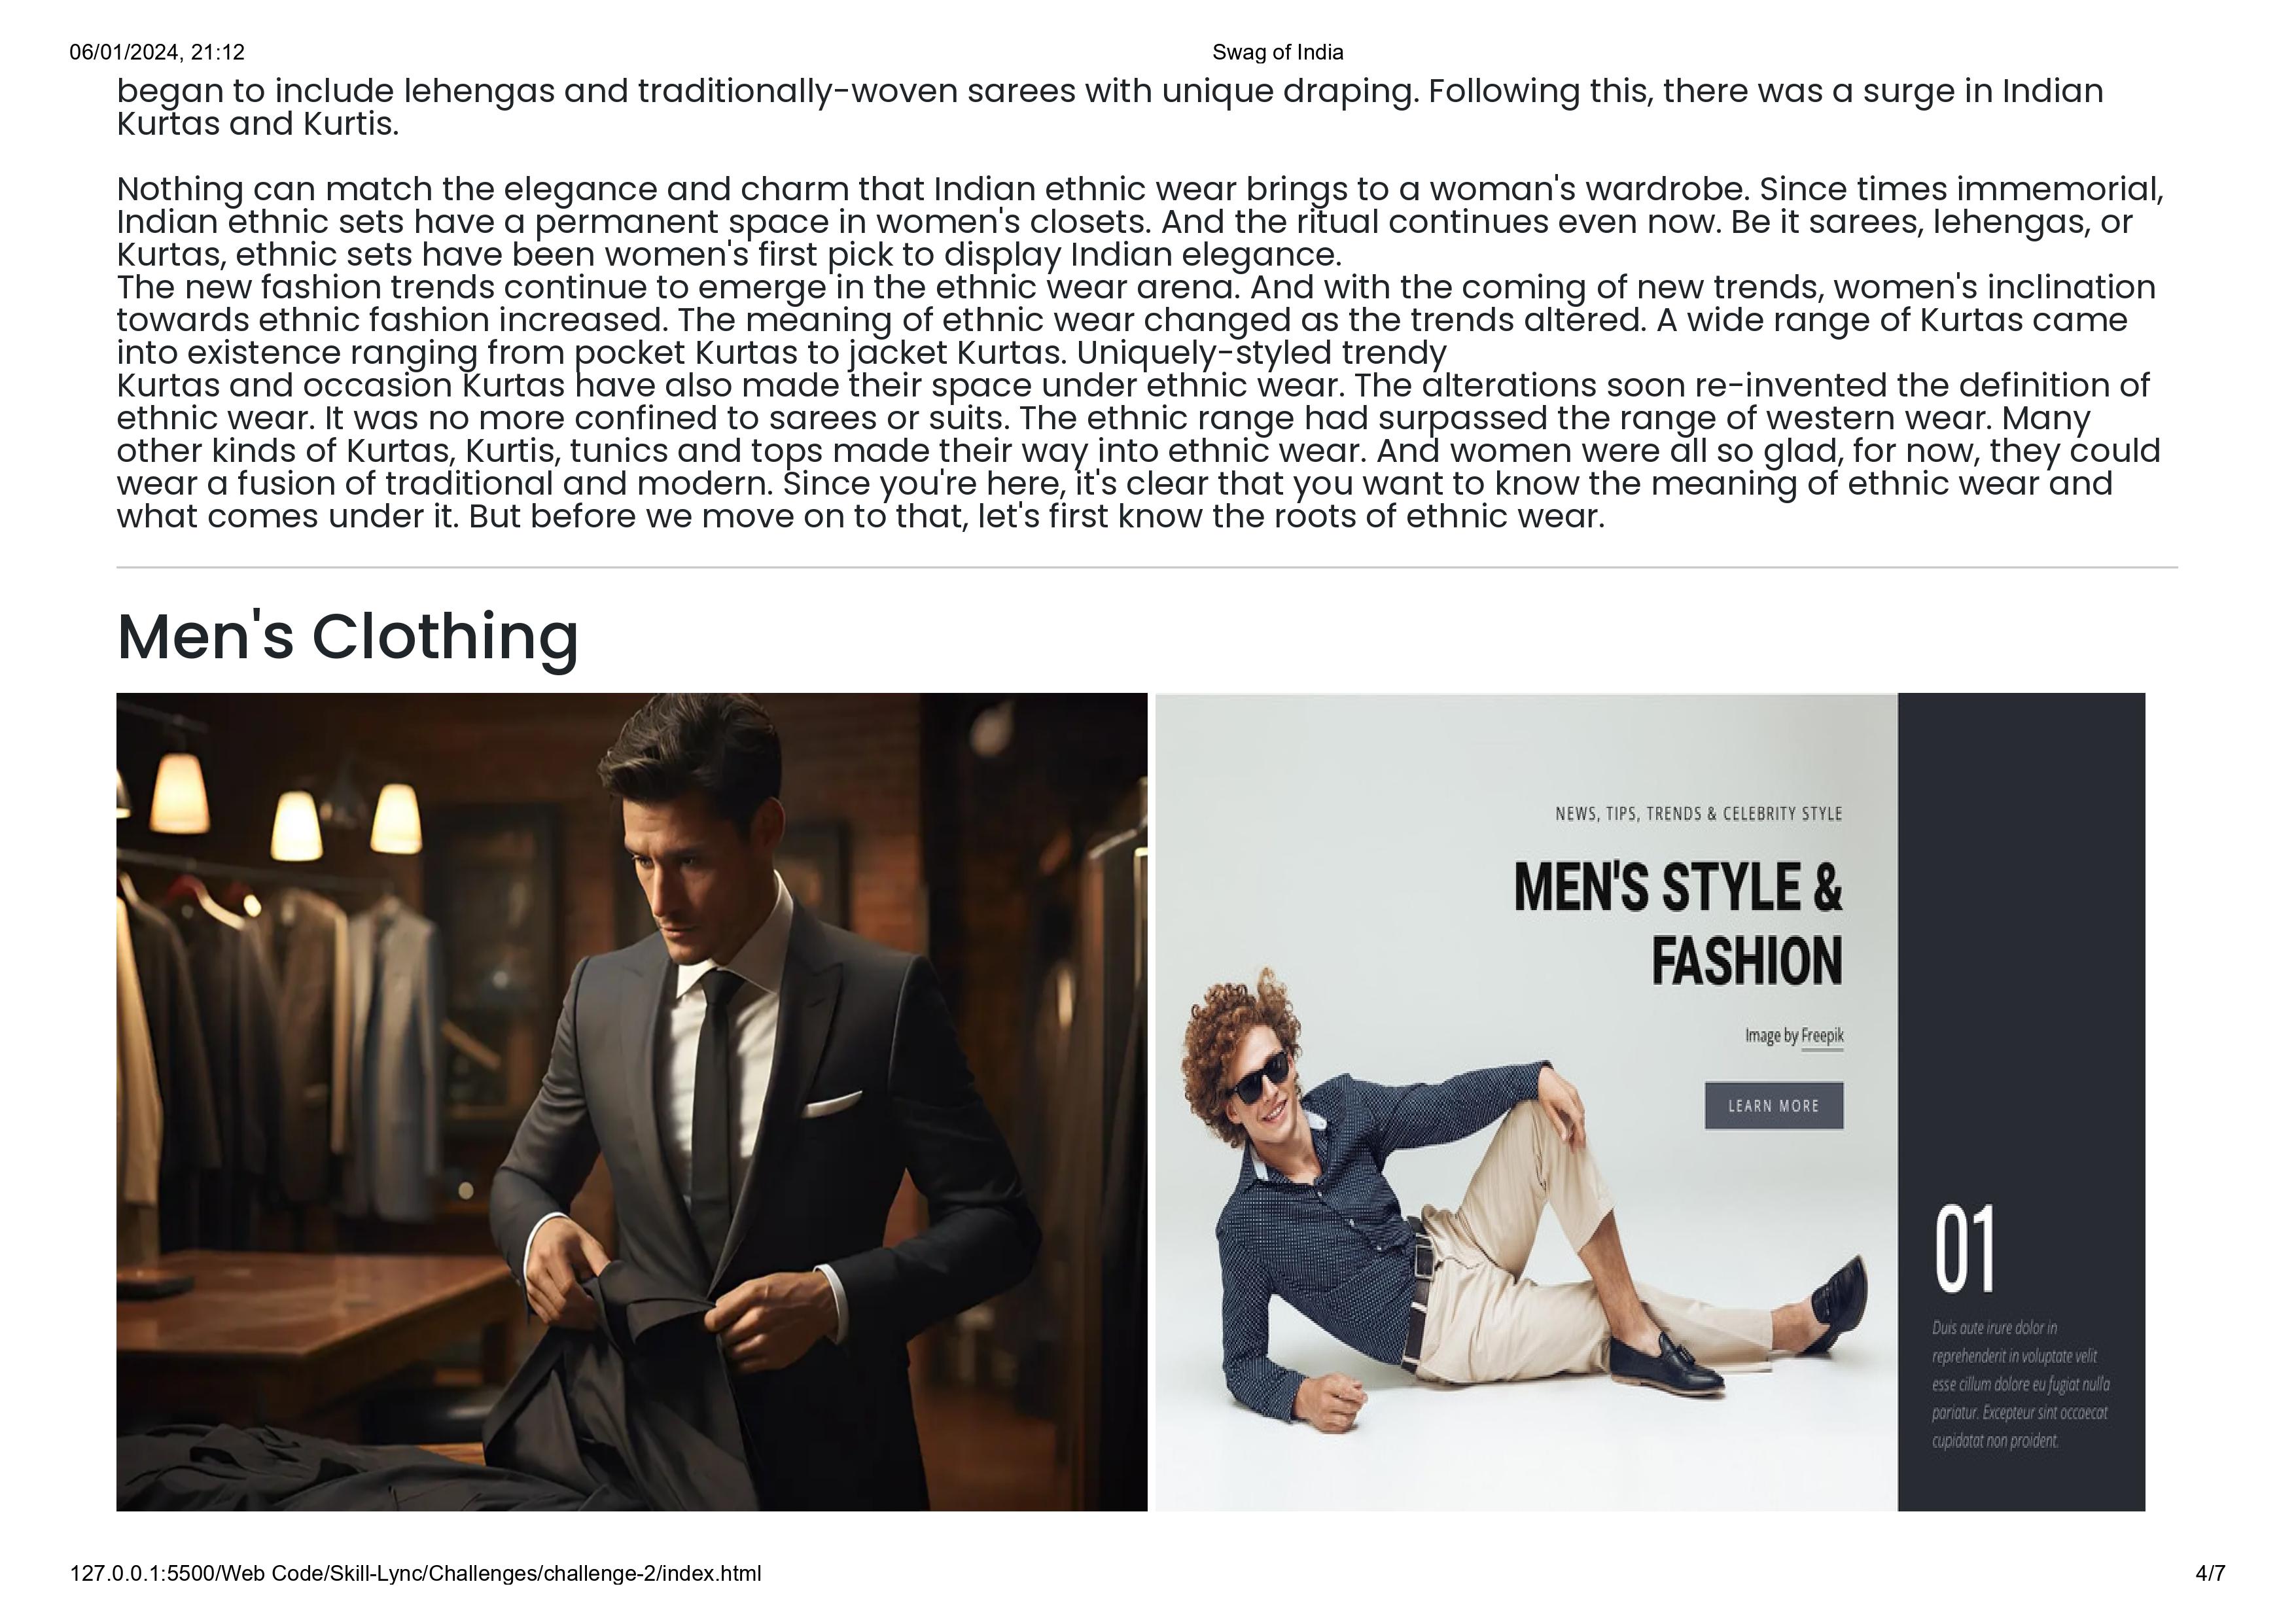 06/01/2024, 21:12
Swag of India
began to include lehengas and traditionally-woven sarees with unique draping. Following this, there was a surge in Indian
Kurtas and Kurtis.
Nothing can match the elegance and charm that Indian ethnic wear brings to a woman's wardrobe. Since times immemorial,
Indian ethnic sets have a permanent space in women's closets. And the ritual continues even now. Be it sarees, lehengas, or
Kurtas, ethnic sets have been women's first pick to display Indian elegance.
The new fashion trends continue to emerge in the ethnic wear arena. And with the coming of new trends, women's inclination
towards ethnic fashion increased. The meaning of ethnic wear changed as the trends altered. A wide range of Kurtas came
into existence ranging from pocket Kurtas to jacket Kurtas. Uniquely-styled trendy
Kurtas and occasion Kurtas have also made their space under ethnic wear. The alterations soon re-invented the definition of
ethnic wear. It was no more confined to sarees or suits. The ethnic range had surpassed the range of western wear. Many
other kinds of Kurtas, Kurtis, tunics and tops made their way into ethnic wear. And women were all so glad, for now, they could
wear a fusion of traditional and modern. Since you're here, it's clear that you want to know the meaning of ethnic wear and
what comes under it. But before we move on to that, let's first know the roots of ethnic wear.
Men's Clothing
NEWS, TIPS, TRENDS & CELEBRITY STYLE
MEN'S STYLE &
FASHION
Image by Freepik
LEARN MORE
01
Duis aute irure dolor in
reprehenderit in voluptate velit
esse cillum dolore eu fugiat nulla
pariatur. Excepteur sint occaecat
cupidatat non proident.
127.0.0.1:5500/Web Code/Skill-Lync/Challenges/challenge-2/index.html
4/7